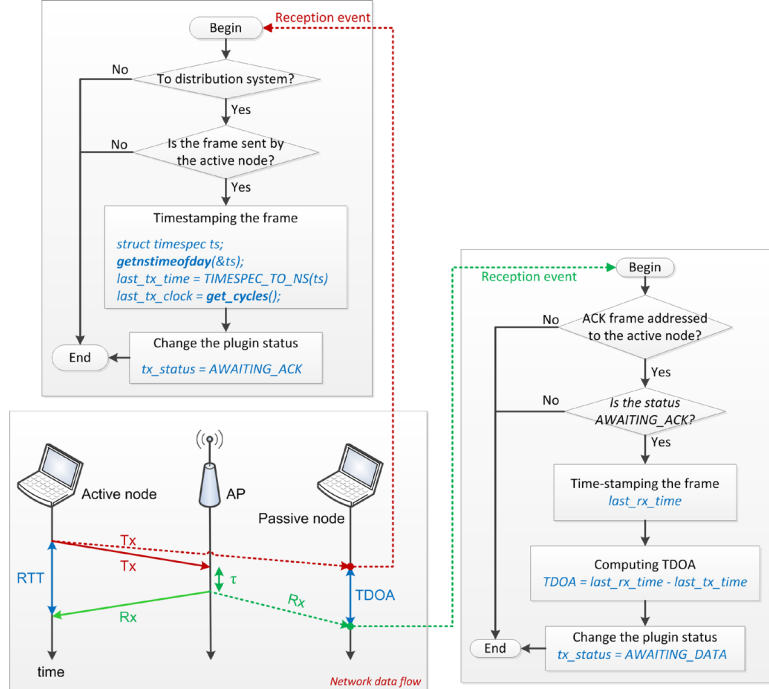 Reception event
Begin
No
To distribution system?
Yes
No
Is the frame sent by
the active node?
Yes
Timestamping the frame
struct timespec ts;
getnstimeofday(&ts);
last_tx_time = TIMESPEC_TO_NS(ts)
last_tx_clock = get_cycles();
Change the plugin status
tx_status = AWAITING_ACK
End
Reception event
Begin
No
ACK frame addressed
to the active node?
Yes
No
Is the status
AWAITING_ACK?
Yes
Time-stamping the frame
last_rx_time
Computing TDOA
TDOA = last_rx_time - last_tx_time
Change the plugin status
tx_status = AWAITING_DATA
End
Active node
AP
Passive node
Tx
Tx
RTT
τ
TDOA
Rx
Rx
time
Network data flow